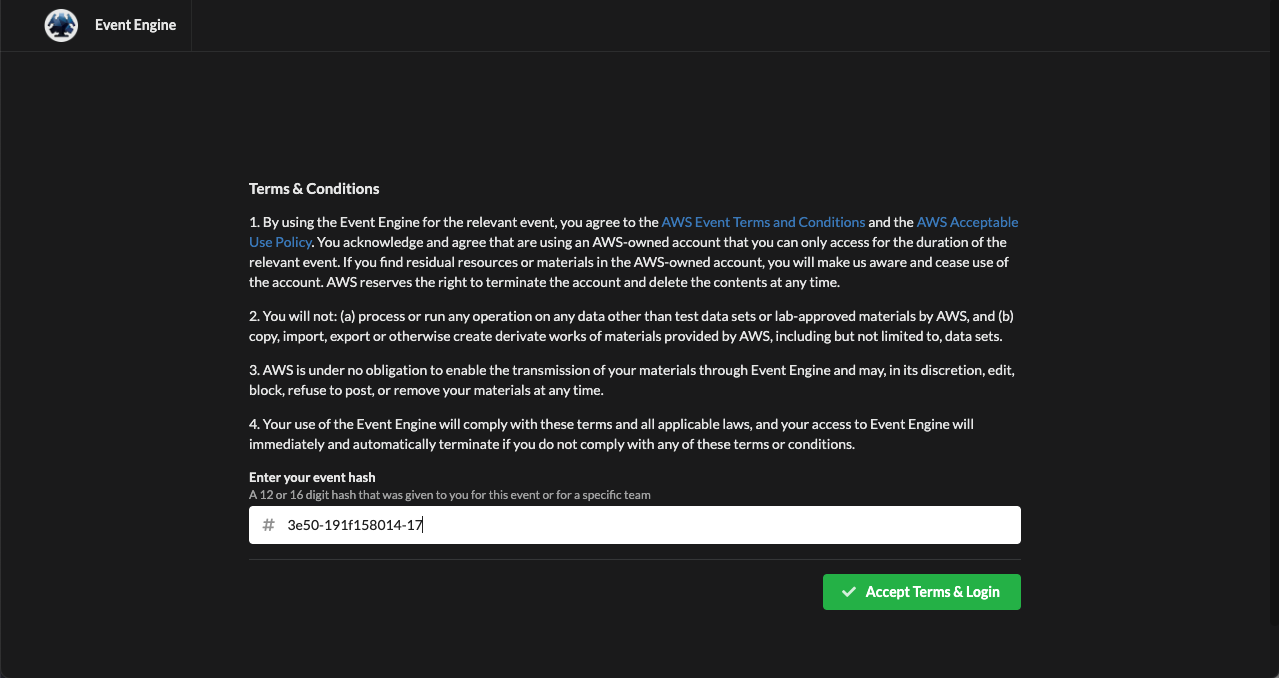 Event Engine
Terms & Conditions
1. By using the Event Engine for the relevant event, you agree to the AWS Event Terms and Conditions and the AWS Acceptable
Use Policy. You acknowledge and agree that are using an AWS-owned account that you can only access for the duration of the
relevant event. If you find residual resources or materials in the AWS-owned account, you will make us aware and cease use of
the account. AWS reserves the right to terminate the account and delete the contents at any time.
2. You will not: (a) process or run any operation on any data other than test data sets or lab-approved materials by AWS, and (b)
copy, import, export or otherwise create derivate works of materials provided by AWS, including but not limited to, data sets.
3. AWS is under no obligation to enable the transmission of your materials through Event Engine and may, in its discretion, edit,
block, refuse to post, or remove your materials at any time.
4. Your use of the Event Engine will comply with these terms and all applicable laws, and your access to Event Engine will
immediately and automatically terminate if you do not comply with any of these terms or conditions.
Enter your event hash
A 12 or 16 digit hash that was given to you for this event or for a specific team
# 3e50-191f158014-17
Accept Terms & Login